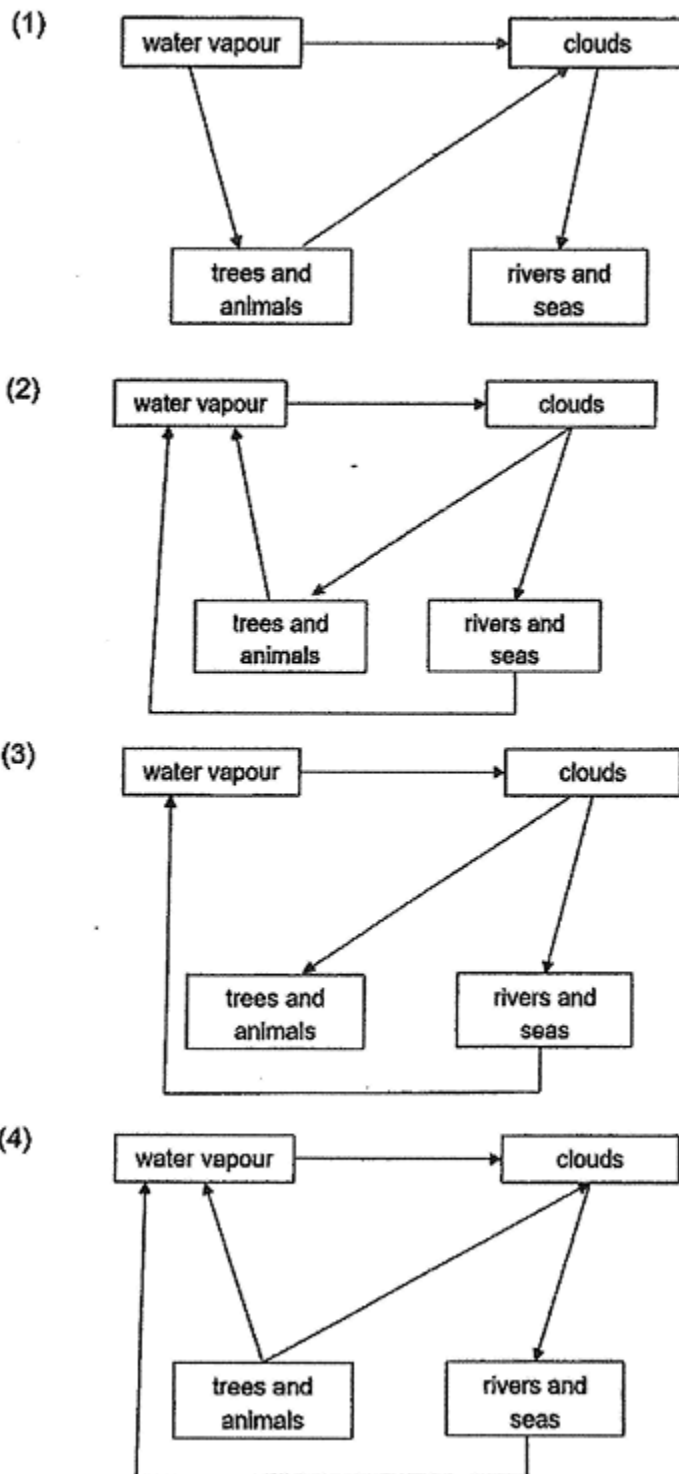 (1)
water vapour
clouds
trees and
animals
rivers and
seas
(2)
water vapour
clouds
trees and
animals
rivers and
seas
(3)
water vapour
clouds
trees and
animals
rivers and
seas
(4)
water vapour
clouds
trees and
animals
rivers and
seas